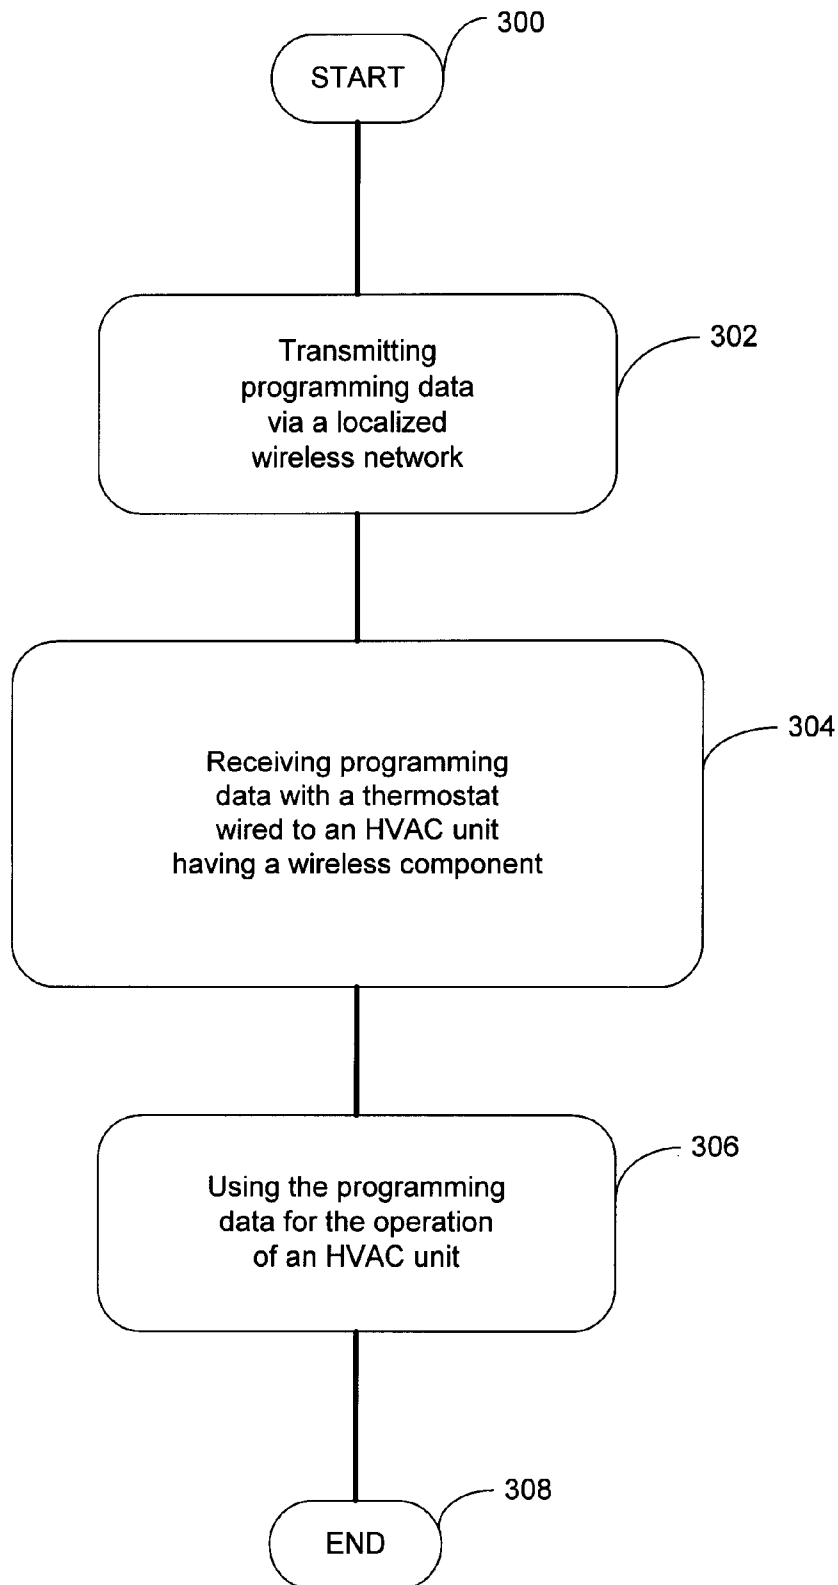 300
START
302
Transmitting
programming data
via a localized
wireless network
304
Receiving programming
data with a thermostat
wired to an HVAC unit
having a wireless component
306
Using the programming
data for the operation
of an HVAC unit
308
END